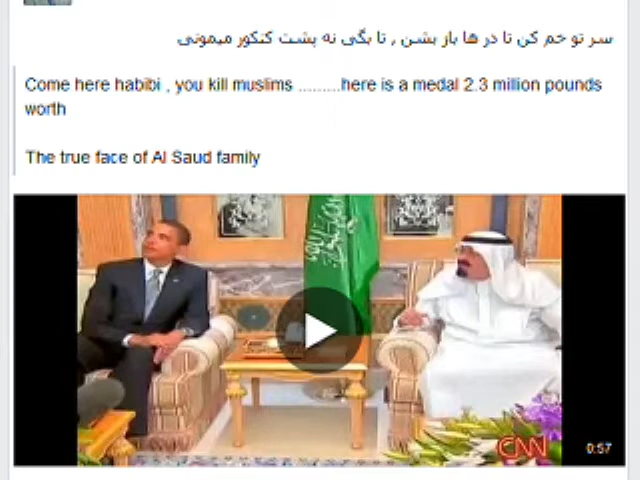 سر تو خم کن تا در ها باز بشن , تا بگی نه پشت کنکور میمونی
Come here habibi , you kill muslims .........here is a medal 2.3 million pounds
worth
The true face of Al Saud family
CNN
0:57